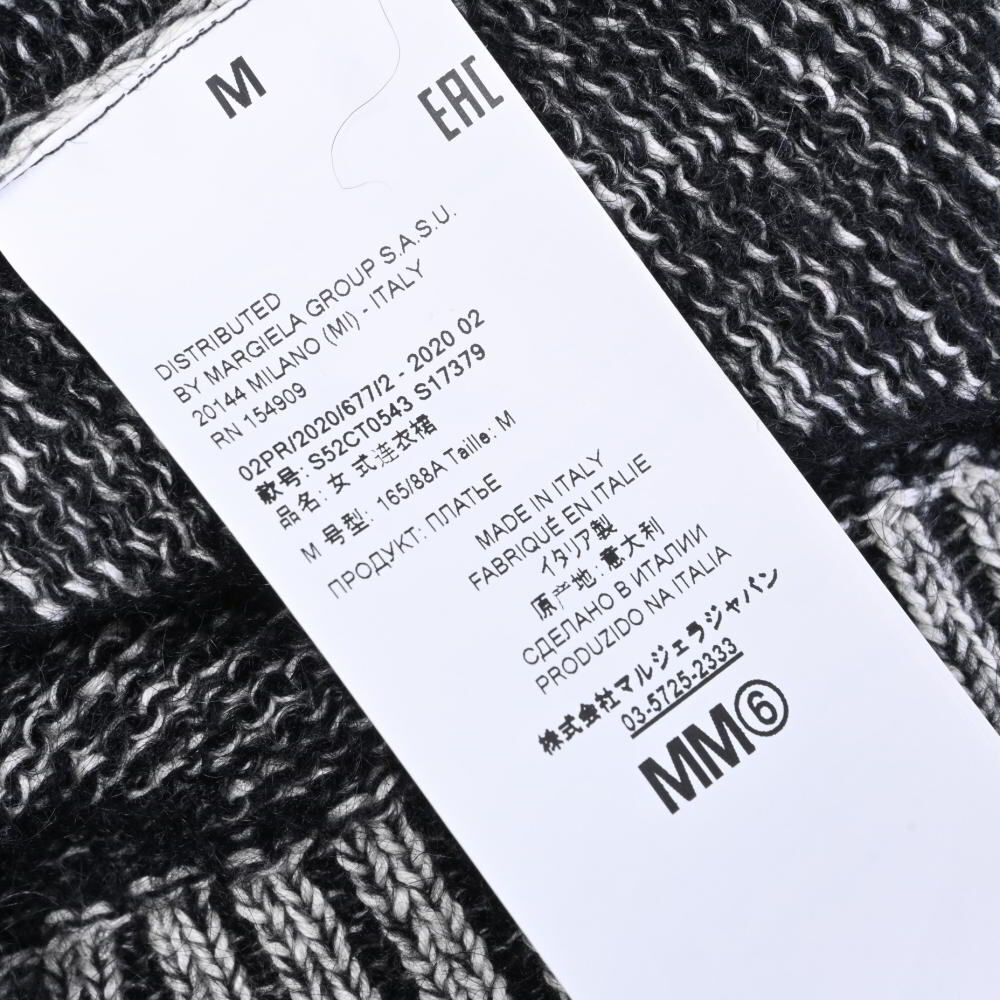 M
EAC
DISTRIBUTED
BY MARGIELA GROUP S.A.S.U.
20144 MILANO (MI) - ITALY
RN 154909
02PR/2020/677/2 - 2020 02
款号: S52CT0543 S17379
品名: 女 式连衣裙
M 号型: 165/88A Taille: M
ПРОДУКТ: ПЛАТЬЕ
MADE IN ITALY
FABRIQUÉ EN ITALIE
イタリア製
原产地: 意大利
СДЕЛАНО В ИТАЛИИ
PRODUZIDO NA ITALIA
株式会社マルジェラジャパン
03-5725-2333
MM⑥